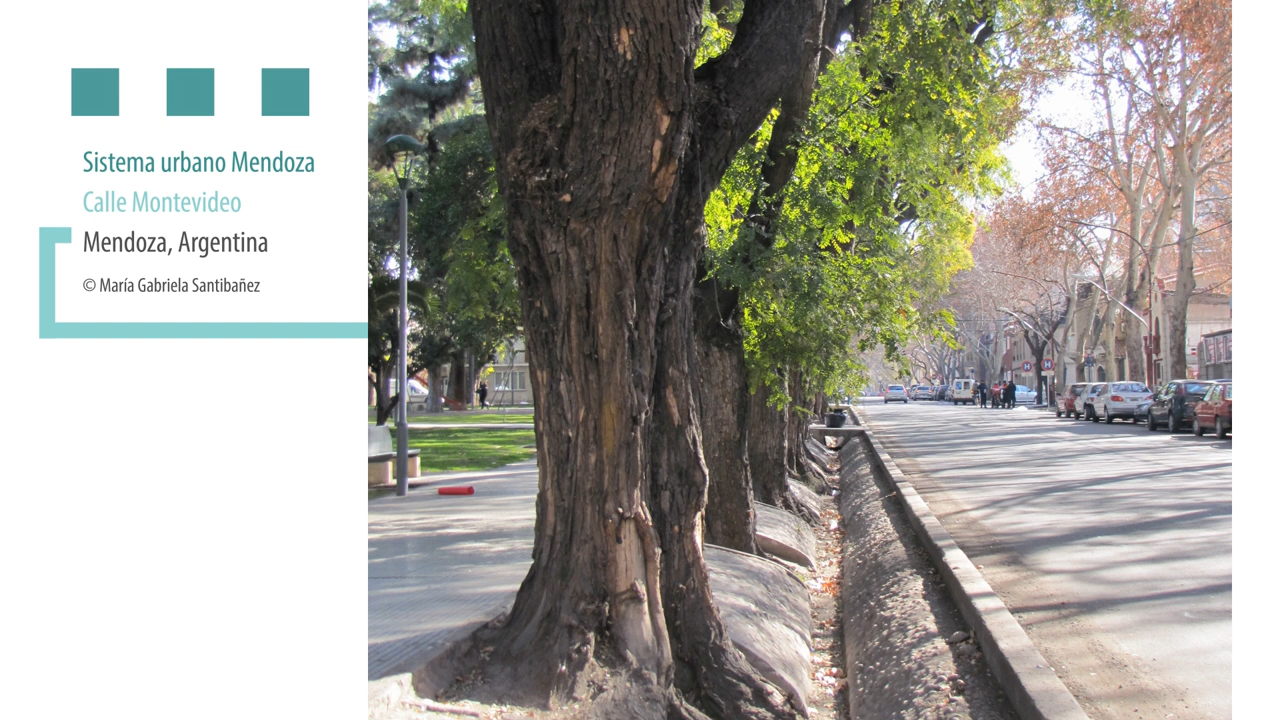 Sistema urbano Mendoza
Calle Montevideo
Mendoza, Argentina
© María Gabriela Santibañez
H
H